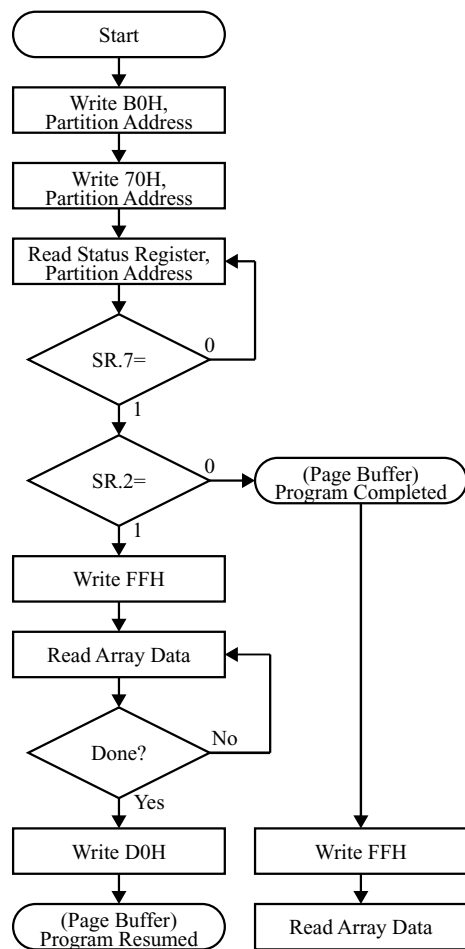 Start
Write B0H,
Partition Address
Write 70H,
Partition Address
Read Status Register,
Partition Address
SR.7=
0
1
SR.2=
0
(Page Buffer)
Program Completed
1
Write FFH
Read Array Data
Done?
No
Yes
Write D0H
Write FFH
(Page Buffer)
Program Resumed
Read Array Data